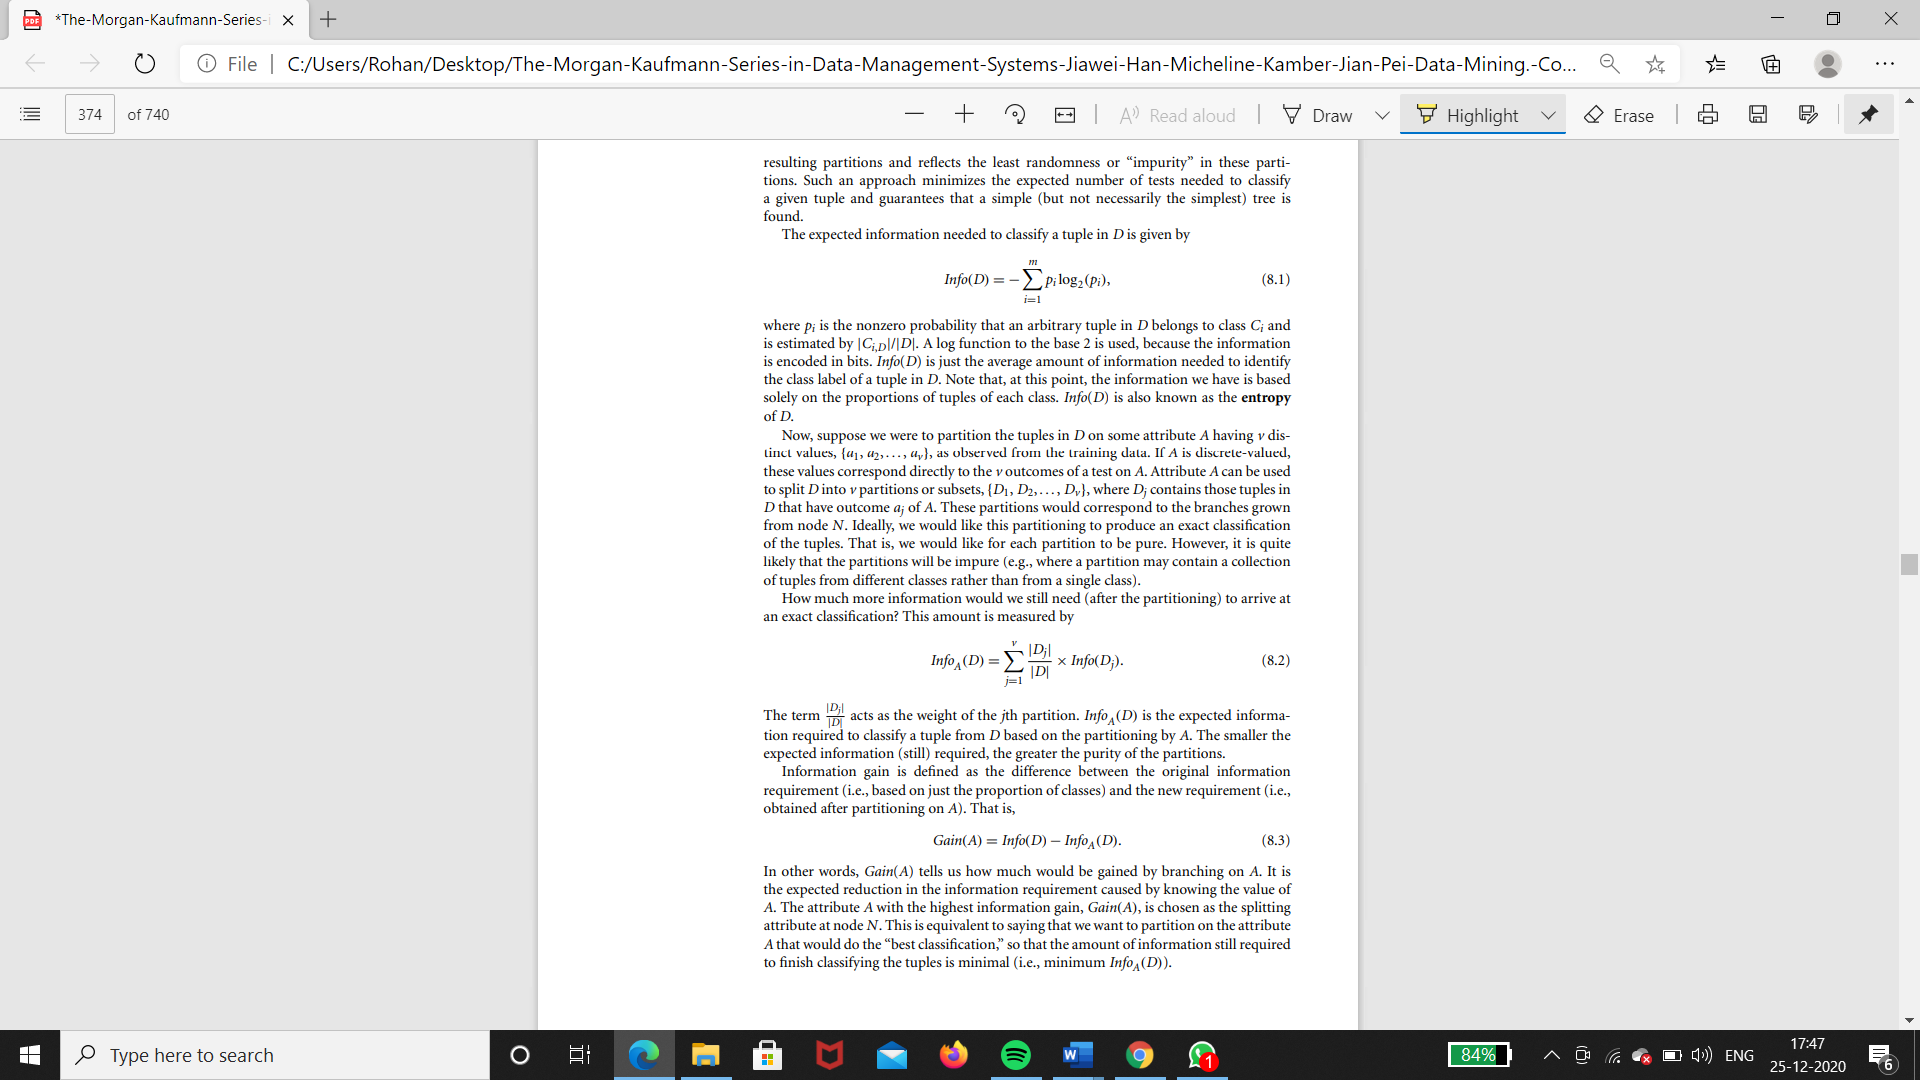 *The-Morgan-Kaufmann-Series-i
File
C:/Users/Rohan/Desktop/The-Morgan-Kaufmann-Series-in-Data-Management-Systems-Jiawei-Han-Micheline-Kamber-Jian-Pei-Data-Mining.-Co...
374 of 740
Read aloud
Draw
Highlight
Erase
resulting partitions and reflects the least randomness or “impurity” in these parti-
tions. Such an approach minimizes the expected number of tests needed to classify
a given tuple and guarantees that a simple (but not necessarily the simplest) tree is
found.
The expected information needed to classify a tuple in D is given by
Info(D) = − ∑_{i=1}^{m} p_i log₂(p_i), (8.1)
where p_i is the nonzero probability that an arbitrary tuple in D belongs to class C_i and
is estimated by |C_{i,D}|/|D|. A log function to the base 2 is used, because the information
is encoded in bits. Info(D) is just the average amount of information needed to identify
the class label of a tuple in D. Note that, at this point, the information we have is based
solely on the proportions of tuples of each class. Info(D) is also known as the entropy
of D.
Now, suppose we were to partition the tuples in D on some attribute A having v dis-
tinct values, {a₁, a₂,..., a_v}, as observed from the training data. If A is discrete-valued,
these values correspond directly to the v outcomes of a test on A. Attribute A can be used
to split D into v partitions or subsets, {D₁, D₂,..., D_v}, where D_j contains those tuples in
D that have outcome a_j of A. These partitions would correspond to the branches grown
from node N. Ideally, we would like this partitioning to produce an exact classification
of the tuples. That is, we would like for each partition to be pure. However, it is quite
likely that the partitions will be impure (e.g., where a partition may contain a collection
of tuples from different classes rather than from a single class).
How much more information would we still need (after the partitioning) to arrive at
an exact classification? This amount is measured by
Info_A(D) = ∑_{j=1}^{v} |D_j|/|D| × Info(D_j). (8.2)
The term |D_j|/|D| acts as the weight of the jth partition. Info_A(D) is the expected informa-
tion required to classify a tuple from D based on the partitioning by A. The smaller the
expected information (still) required, the greater the purity of the partitions.
Information gain is defined as the difference between the original information
requirement (i.e., based on just the proportion of classes) and the new requirement (i.e.,
obtained after partitioning on A). That is,
Gain(A) = Info(D) − Info_A(D). (8.3)
In other words, Gain(A) tells us how much would be gained by branching on A. It is
the expected reduction in the information requirement caused by knowing the value of
A. The attribute A with the highest information gain, Gain(A), is chosen as the splitting
attribute at node N. This is equivalent to saying that we want to partition on the attribute
A that would do the “best classification,” so that the amount of information still required
to finish classifying the tuples is minimal (i.e., minimum Info_A(D)).
Type here to search
1
84%
ENG
17:47
25-12-2020
6